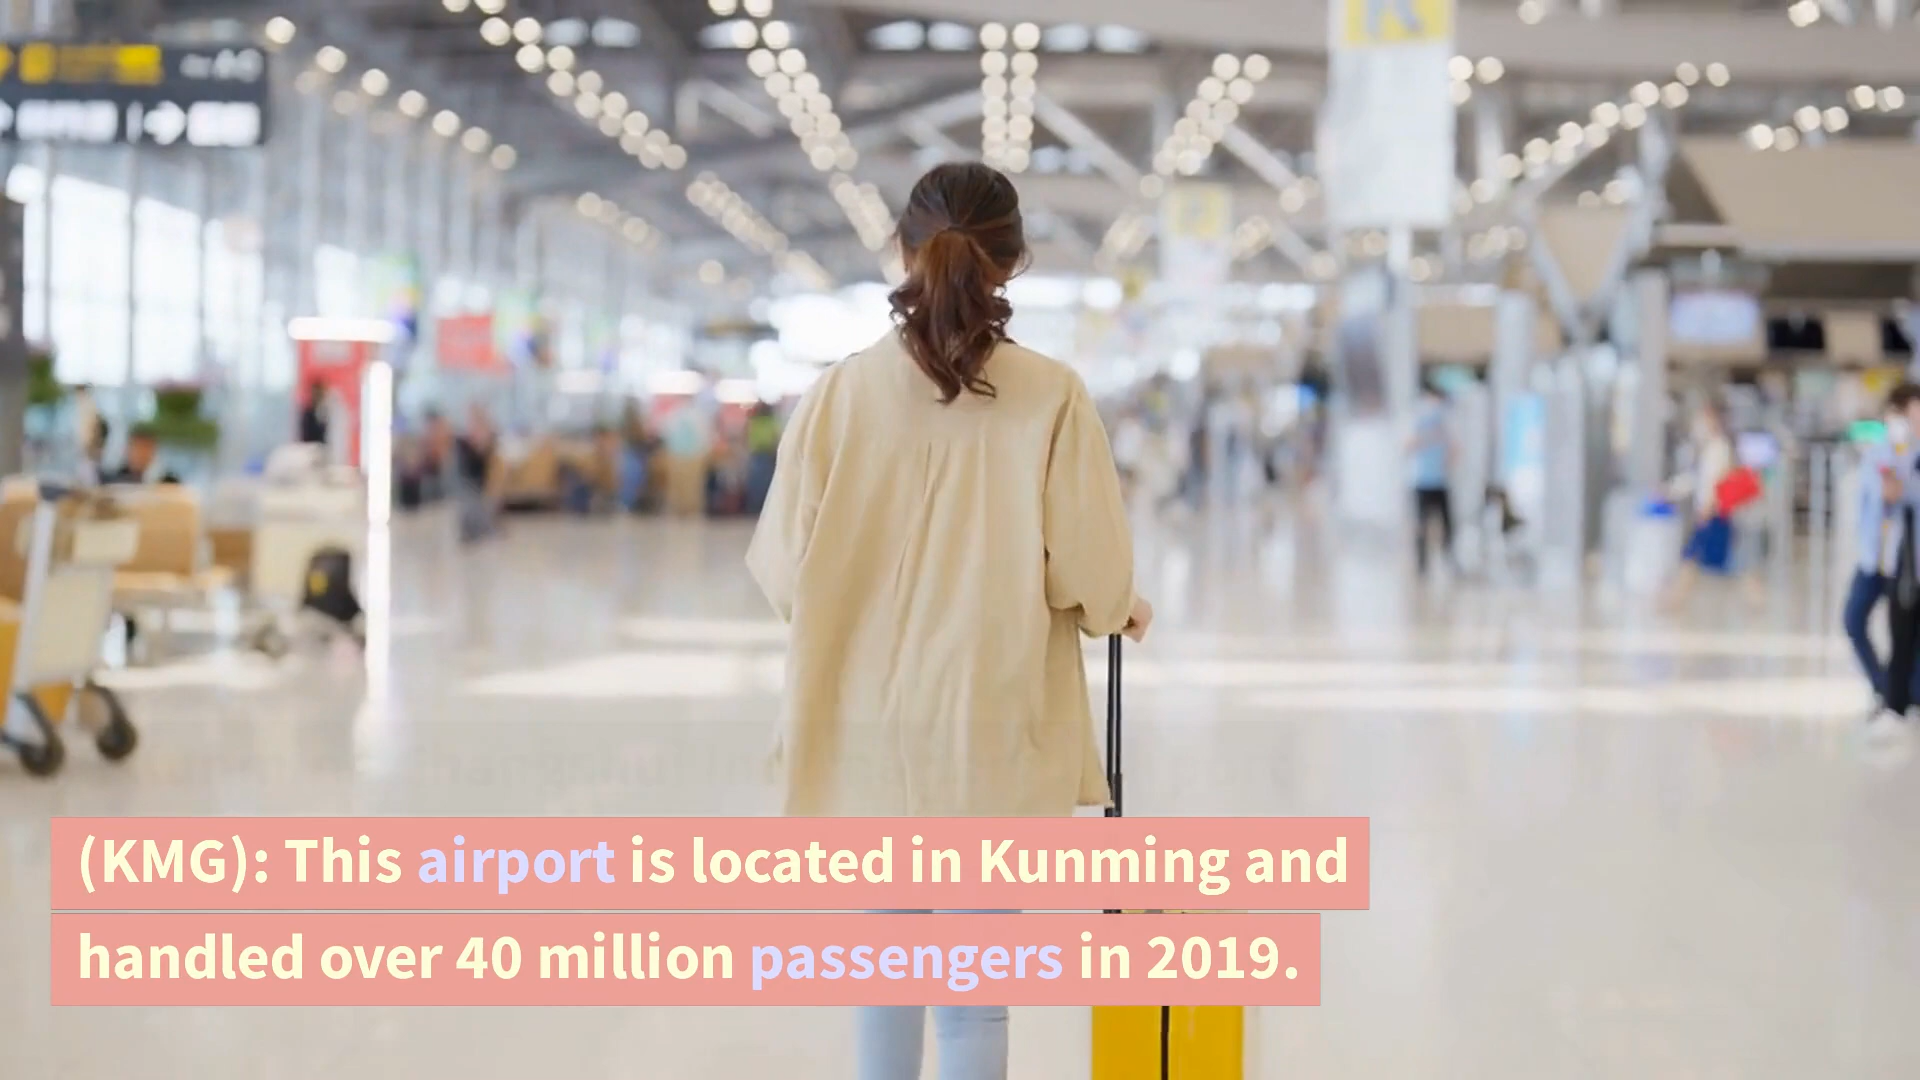 (KMG): This airport is located in Kunming and
handled over 40 million passengers in 2019.